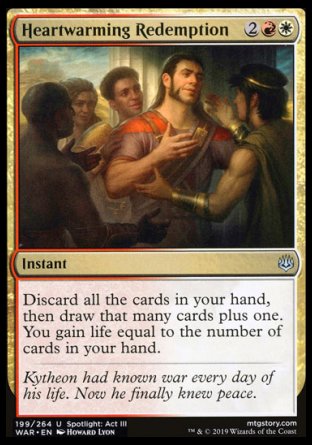 Heartwarming Redemption 2
Instant
Discard all the cards in your hand,
then draw that many cards plus one.
You gain life equal to the number
of cards in your hand.
Kytheon had known war every day of
his life. Now he finally knew peace.
199/264 U Spotlight: Act III mtgstory.com
WAR • EN Howard Lyon ™ & © 2019 Wizards of the Coast